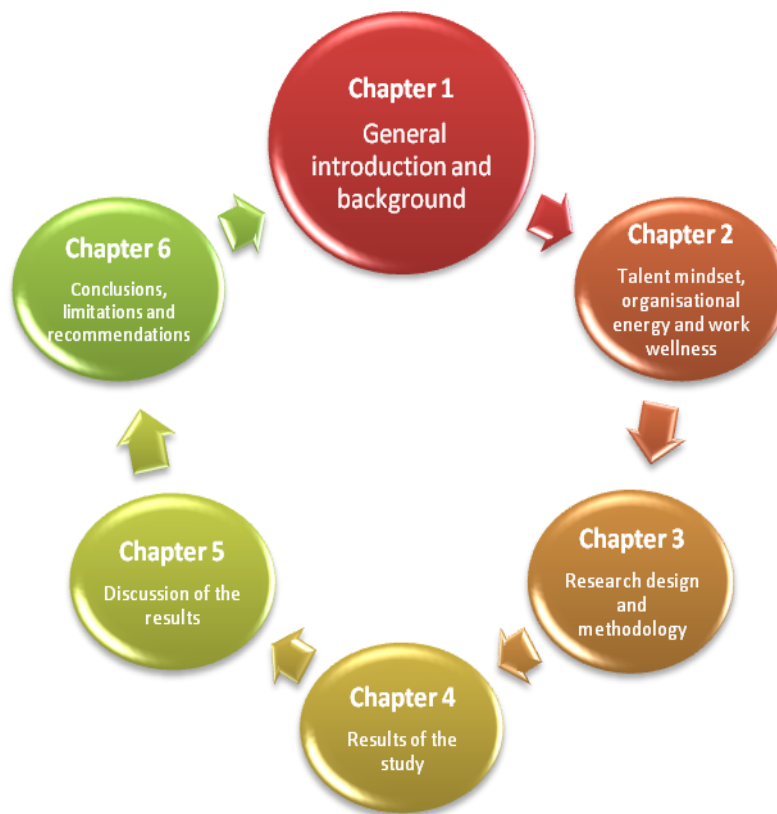 Chapter 1
General
introduction and
background
Chapter 2
Talent mindset,
organisational
energy and work
wellness
Chapter 3
Research design
and
methodology
Chapter 4
Results of the
study
Chapter 5
Discussion of the
results
Chapter 6
Conclusions,
limitations and
recommendations